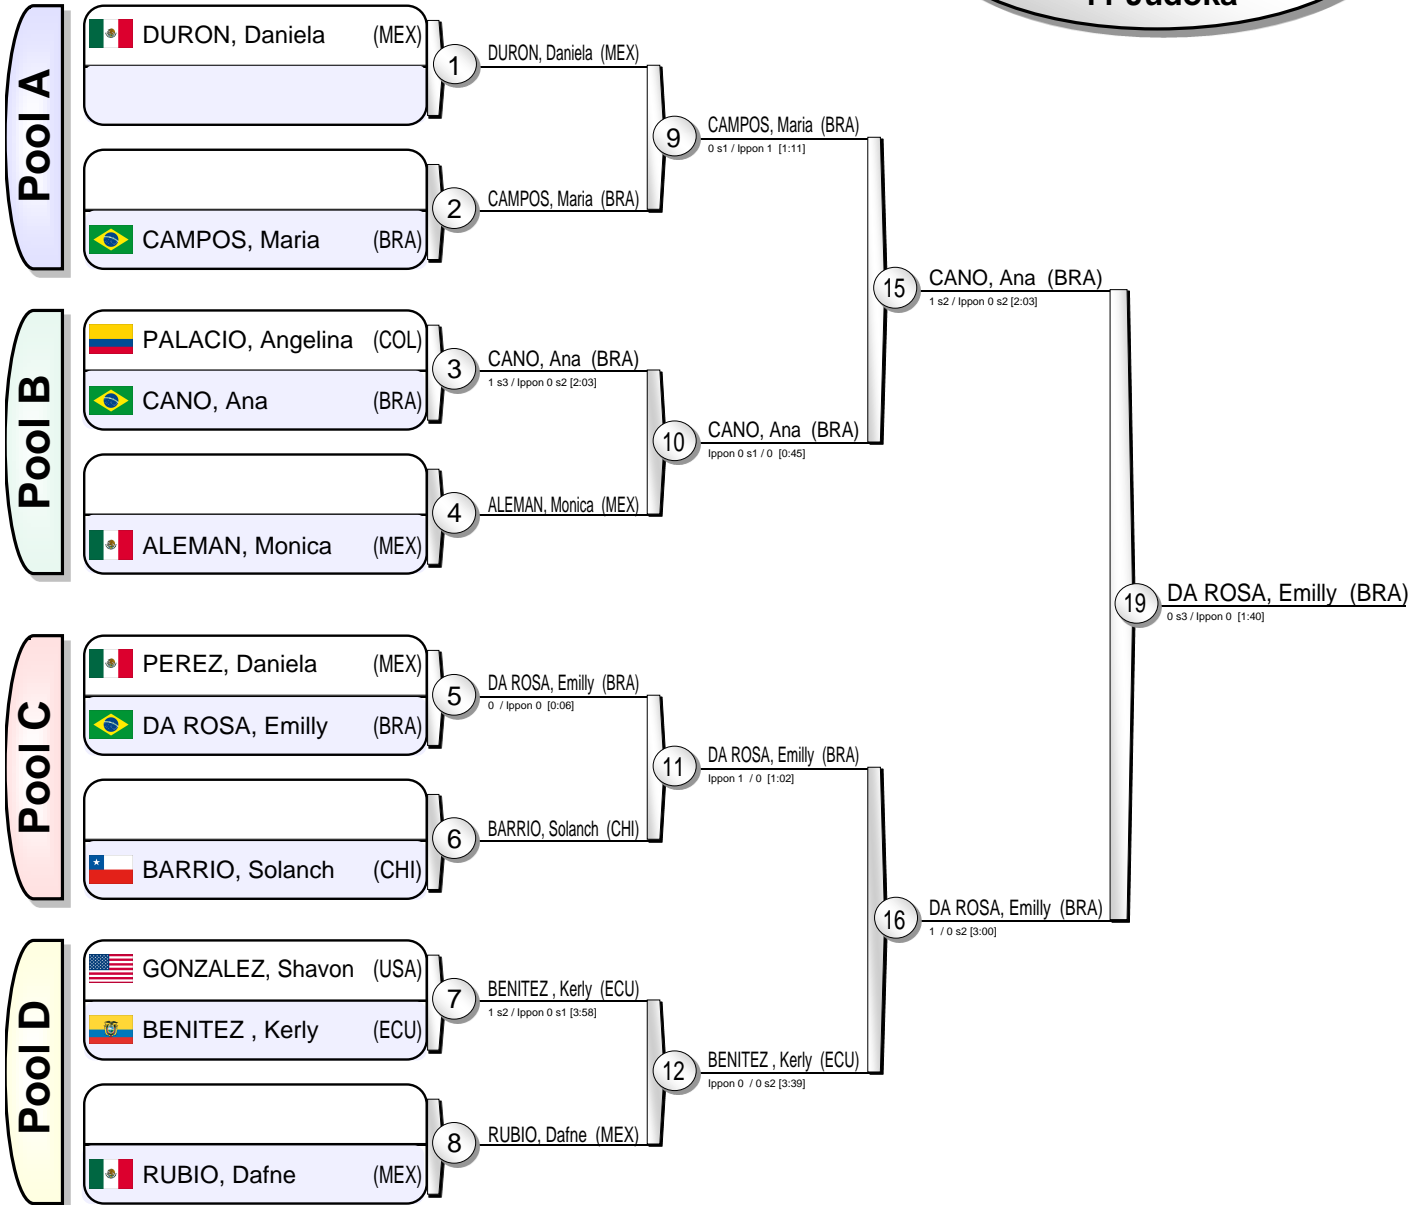 11 Judoka
Pool A
DURON, Daniela (MEX)
1
DURON, Daniela (MEX)
CAMPOS, Maria (BRA)
2
CAMPOS, Maria (BRA)
9
CAMPOS, Maria (BRA)
0 s1 / Ippon 1 [1:11]
Pool B
PALACIO, Angelina (COL)
CANO, Ana (BRA)
3
CANO, Ana (BRA)
1 s3 / Ippon 0 s2 [2:03]
ALEMAN, Monica (MEX)
4
ALEMAN, Monica (MEX)
10
CANO, Ana (BRA)
Ippon 0 s1 / 0 [0:45]
15
CANO, Ana (BRA)
1 s2 / Ippon 0 s2 [2:03]
Pool C
PEREZ, Daniela (MEX)
DA ROSA, Emilly (BRA)
5
DA ROSA, Emilly (BRA)
0 / Ippon 0 [0:06]
BARRIO, Solanch (CHI)
6
BARRIO, Solanch (CHI)
11
DA ROSA, Emilly (BRA)
Ippon 1 / 0 [1:02]
Pool D
GONZALEZ, Shavon (USA)
BENITEZ , Kerly (ECU)
7
BENITEZ , Kerly (ECU)
1 s2 / Ippon 0 s1 [3:58]
RUBIO, Dafne (MEX)
8
RUBIO, Dafne (MEX)
12
BENITEZ , Kerly (ECU)
Ippon 0 / 0 s2 [3:39]
16
DA ROSA, Emilly (BRA)
1 / 0 s2 [3:00]
19
DA ROSA, Emilly (BRA)
0 s3 / Ippon 0 [1:40]